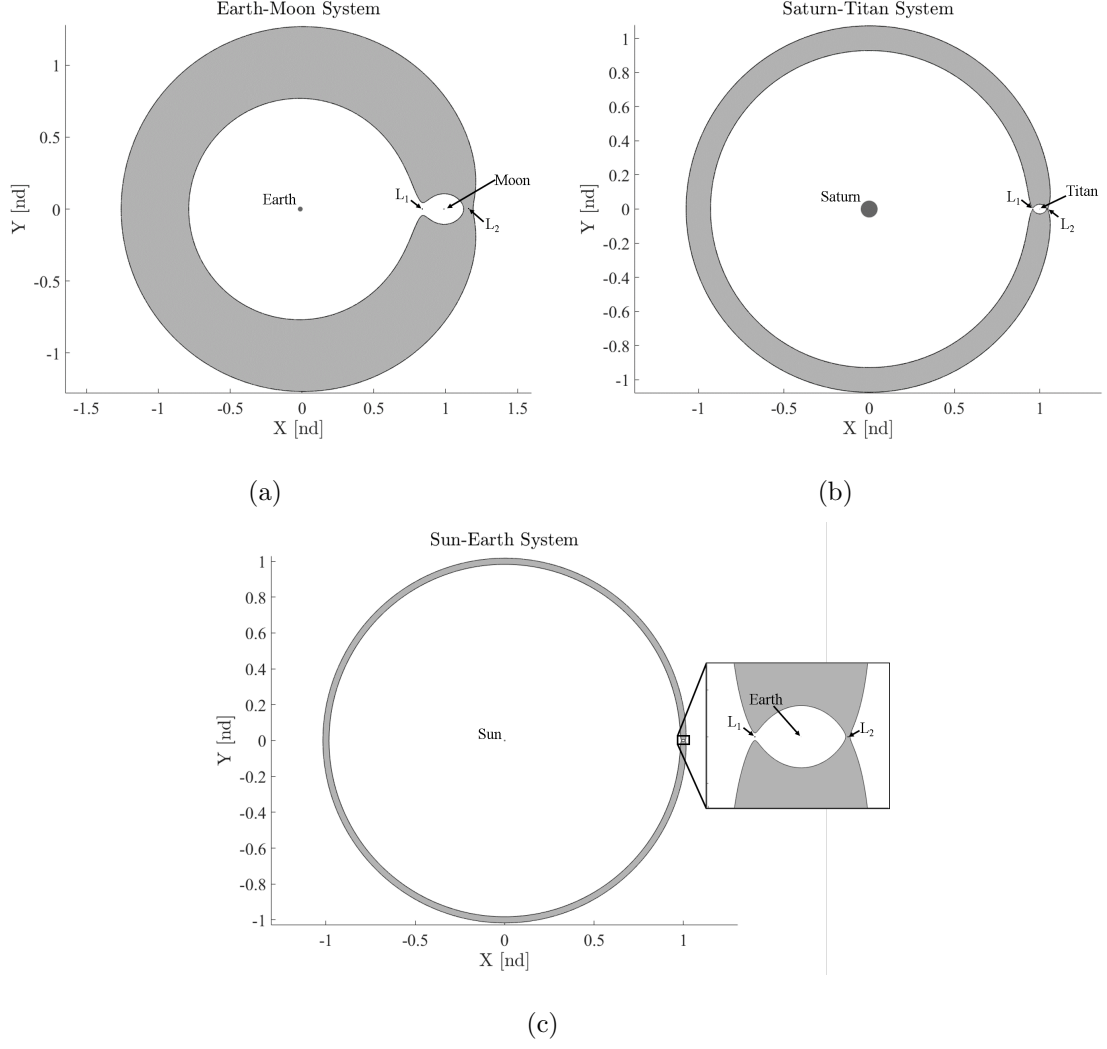 Earth-Moon System
Y [nd]
1
0.5
0
-0.5
-1
Earth
L1
Moon
L2
-1.5 -1 -0.5 0 0.5 1 1.5
X [nd]
(a)
Saturn-Titan System
Y [nd]
1
0.8
0.6
0.4
0.2
0
-0.2
-0.4
-0.6
-0.8
-1
Saturn
L1
Titan
L2
-1 -0.5 0 0.5 1
X [nd]
(b)
Sun-Earth System
Y [nd]
1
0.8
0.6
0.4
0.2
0
-0.2
-0.4
-0.6
-0.8
-1
Sun
Earth
L1
L2
-1 -0.5 0 0.5 1
X [nd]
(c)